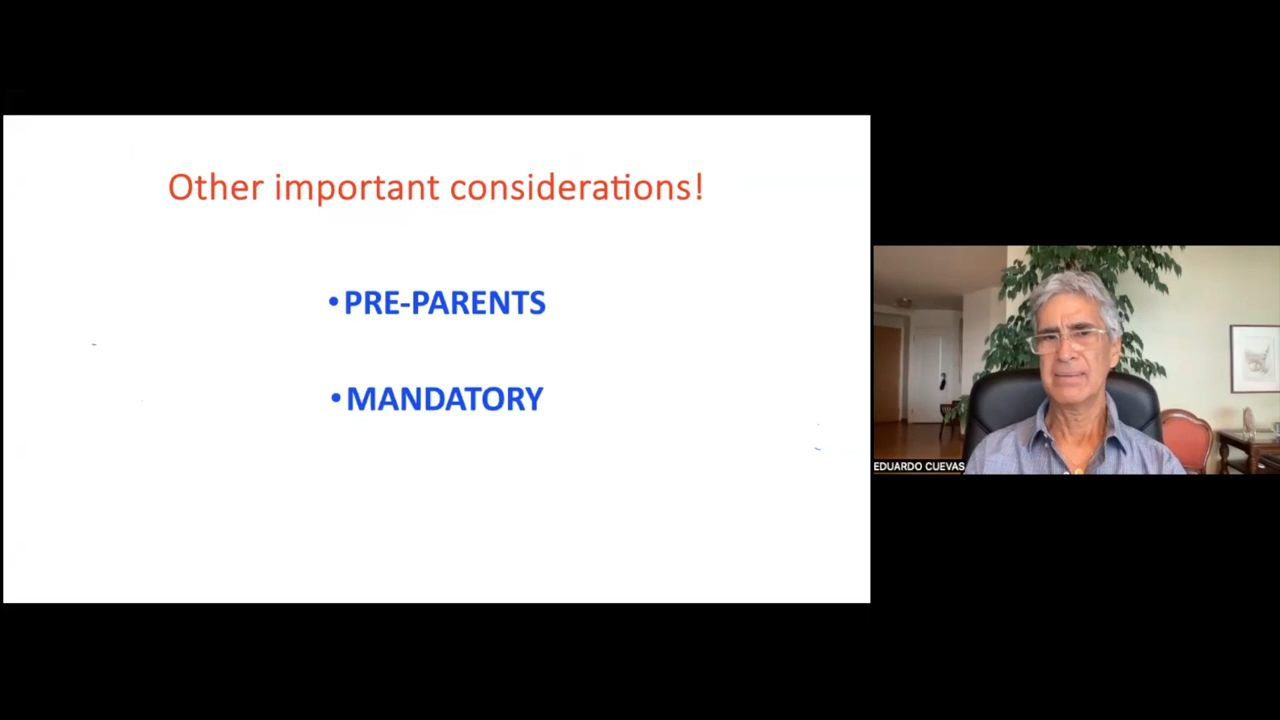 Other important considerations!
•PRE-PARENTS
•MANDATORY
EDUARDO CUEVAS